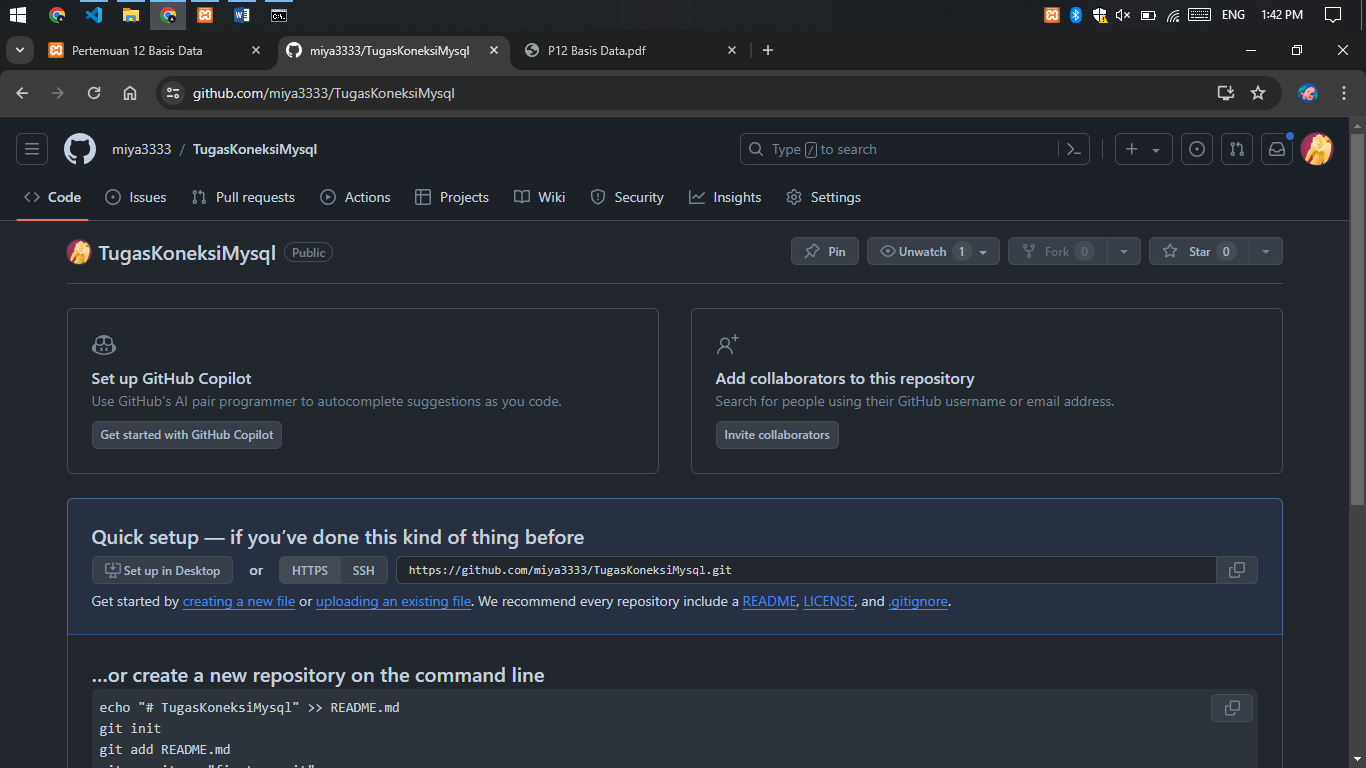 ENG 1:42 PM
Pertemuan 12 Basis Data
miya3333/TugasKoneksiMysql
P12 Basis Data.pdf
github.com/miya3333/TugasKoneksiMysql
miya3333 / TugasKoneksiMysql
Type / to search
Code Issues Pull requests Actions Projects Wiki Security Insights Settings
TugasKoneksiMysql Public
Pin Unwatch 1 Fork 0 Star 0
Set up GitHub Copilot
Use GitHub's AI pair programmer to autocomplete suggestions as you code.
Get started with GitHub Copilot
Add collaborators to this repository
Search for people using their GitHub username or email address.
Invite collaborators
Quick setup — if you’ve done this kind of thing before
Set up in Desktop or HTTPS SSH https://github.com/miya3333/TugasKoneksiMysql.git
Get started by creating a new file or uploading an existing file. We recommend every repository include a README, LICENSE, and .gitignore.
…or create a new repository on the command line
echo "# TugasKoneksiMysql" >> README.md
git init
git add README.md